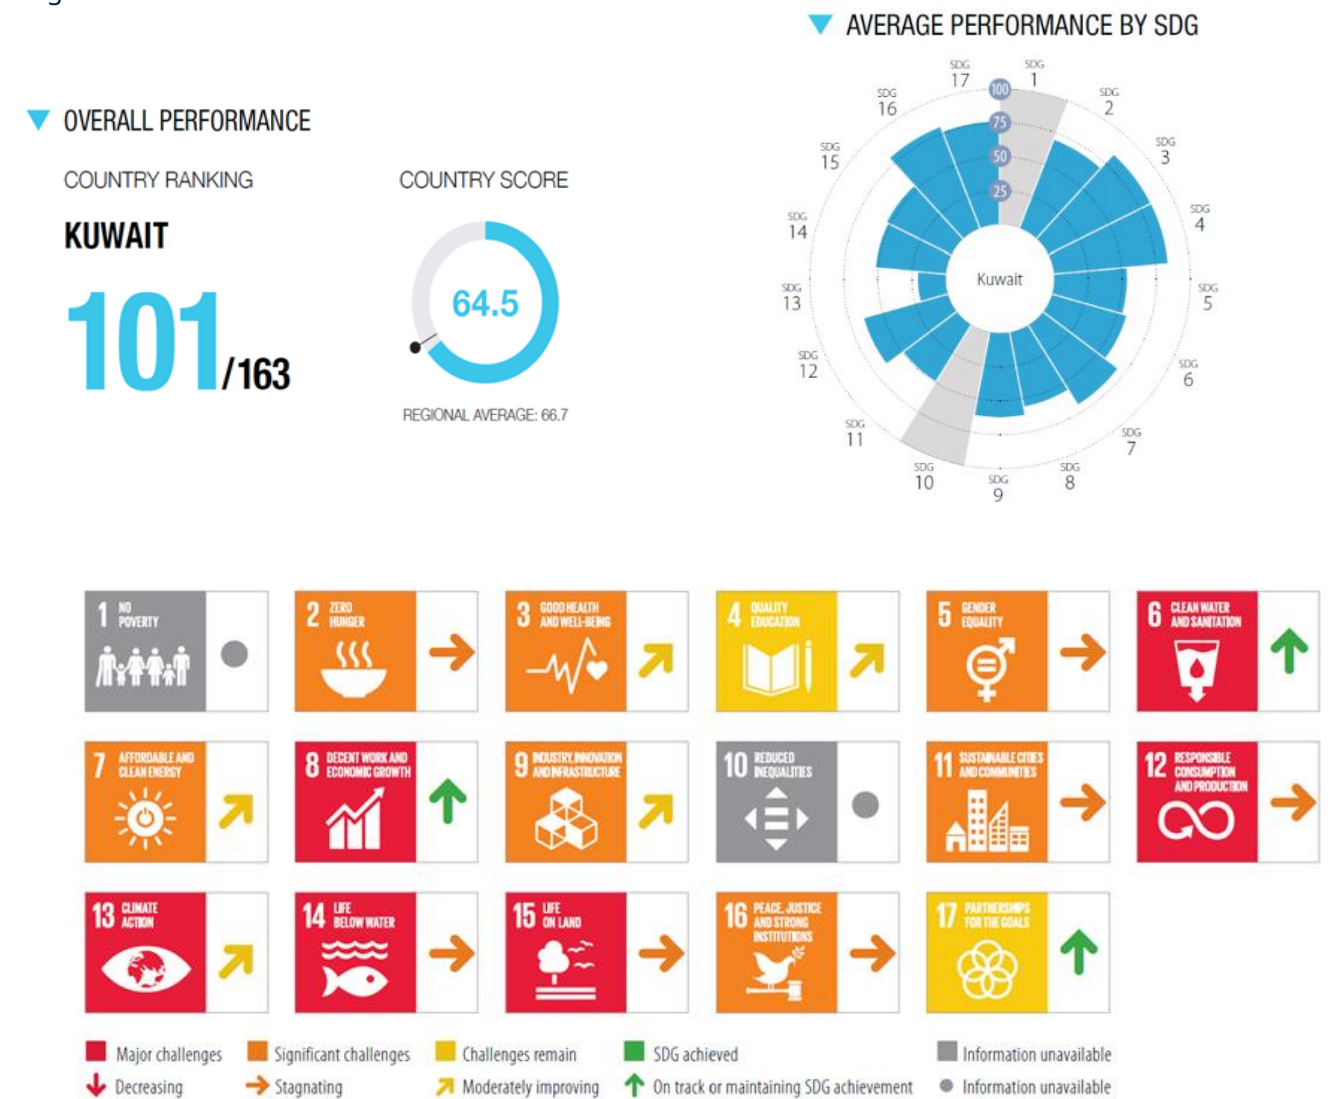 ▼ AVERAGE PERFORMANCE BY SDG
▼ OVERALL PERFORMANCE
COUNTRY RANKING
KUWAIT
101/163
COUNTRY SCORE
64.5
REGIONAL AVERAGE: 66.7
SDG 1
SDG 2
SDG 3
SDG 4
SDG 5
SDG 6
SDG 7
SDG 8
SDG 9
SDG 10
SDG 11
SDG 12
SDG 13
SDG 14
SDG 15
SDG 16
SDG 17
100
75
50
25
Kuwait
1 NO
POVERTY
2 ZERO
HUNGER
3 GOOD HEALTH
AND WELL-BEING
4 QUALITY
EDUCATION
5 GENDER
EQUALITY
6 CLEAN WATER
AND SANITATION
7 AFFORDABLE AND
CLEAN ENERGY
8 DECENT WORK AND
ECONOMIC GROWTH
9 INDUSTRY, INNOVATION
AND INFRASTRUCTURE
10 REDUCED
INEQUALITIES
11 SUSTAINABLE CITIES
AND COMMUNITIES
12 RESPONSIBLE
CONSUMPTION
AND PRODUCTION
13 CLIMATE
ACTION
14 LIFE
BELOW WATER
15 LIFE
ON LAND
16 PEACE, JUSTICE
AND STRONG
INSTITUTIONS
17 PARTNERSHIPS
FOR THE GOALS
Major challenges
Significant challenges
Challenges remain
SDG achieved
Information unavailable
Decreasing
Stagnating
Moderately improving
On track or maintaining SDG achievement
Information unavailable